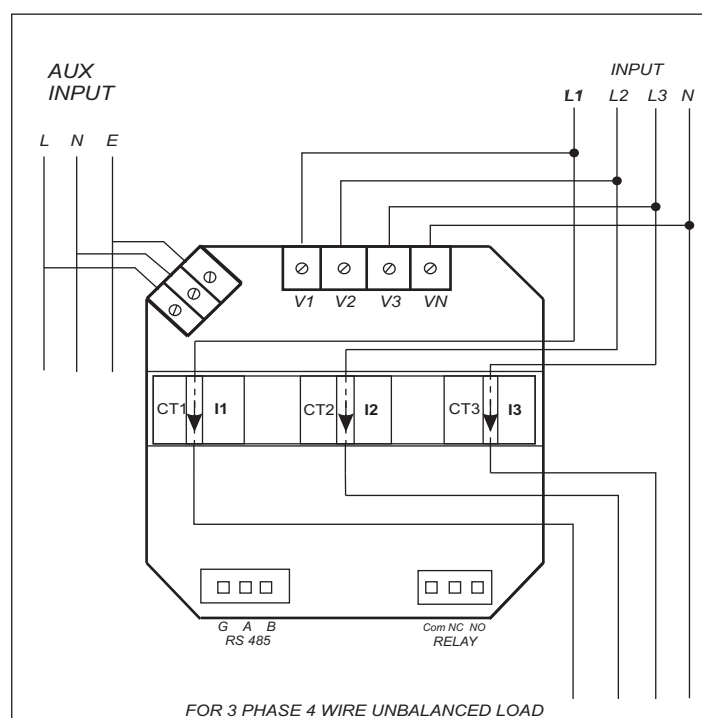 AUX
INPUT
L N E
INPUT
L1 L2 L3 N
V1 V2 V3 VN
CT1 I1 CT2 I2 CT3 I3
G A B
RS 485
Com NC NO
RELAY
FOR 3 PHASE 4 WIRE UNBALANCED LOAD